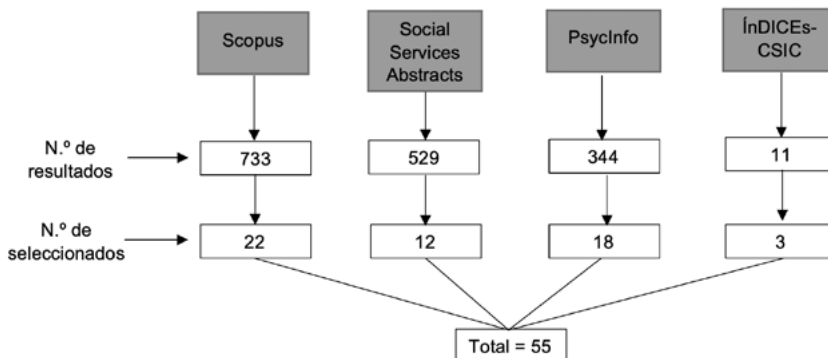 Scopus
Social
Services
Abstracts
PsycInfo
ÍnDICEs-
CSIC
N.º de
resultados
733
529
344
11
N.º de
seleccionados
22
12
18
3
Total = 55